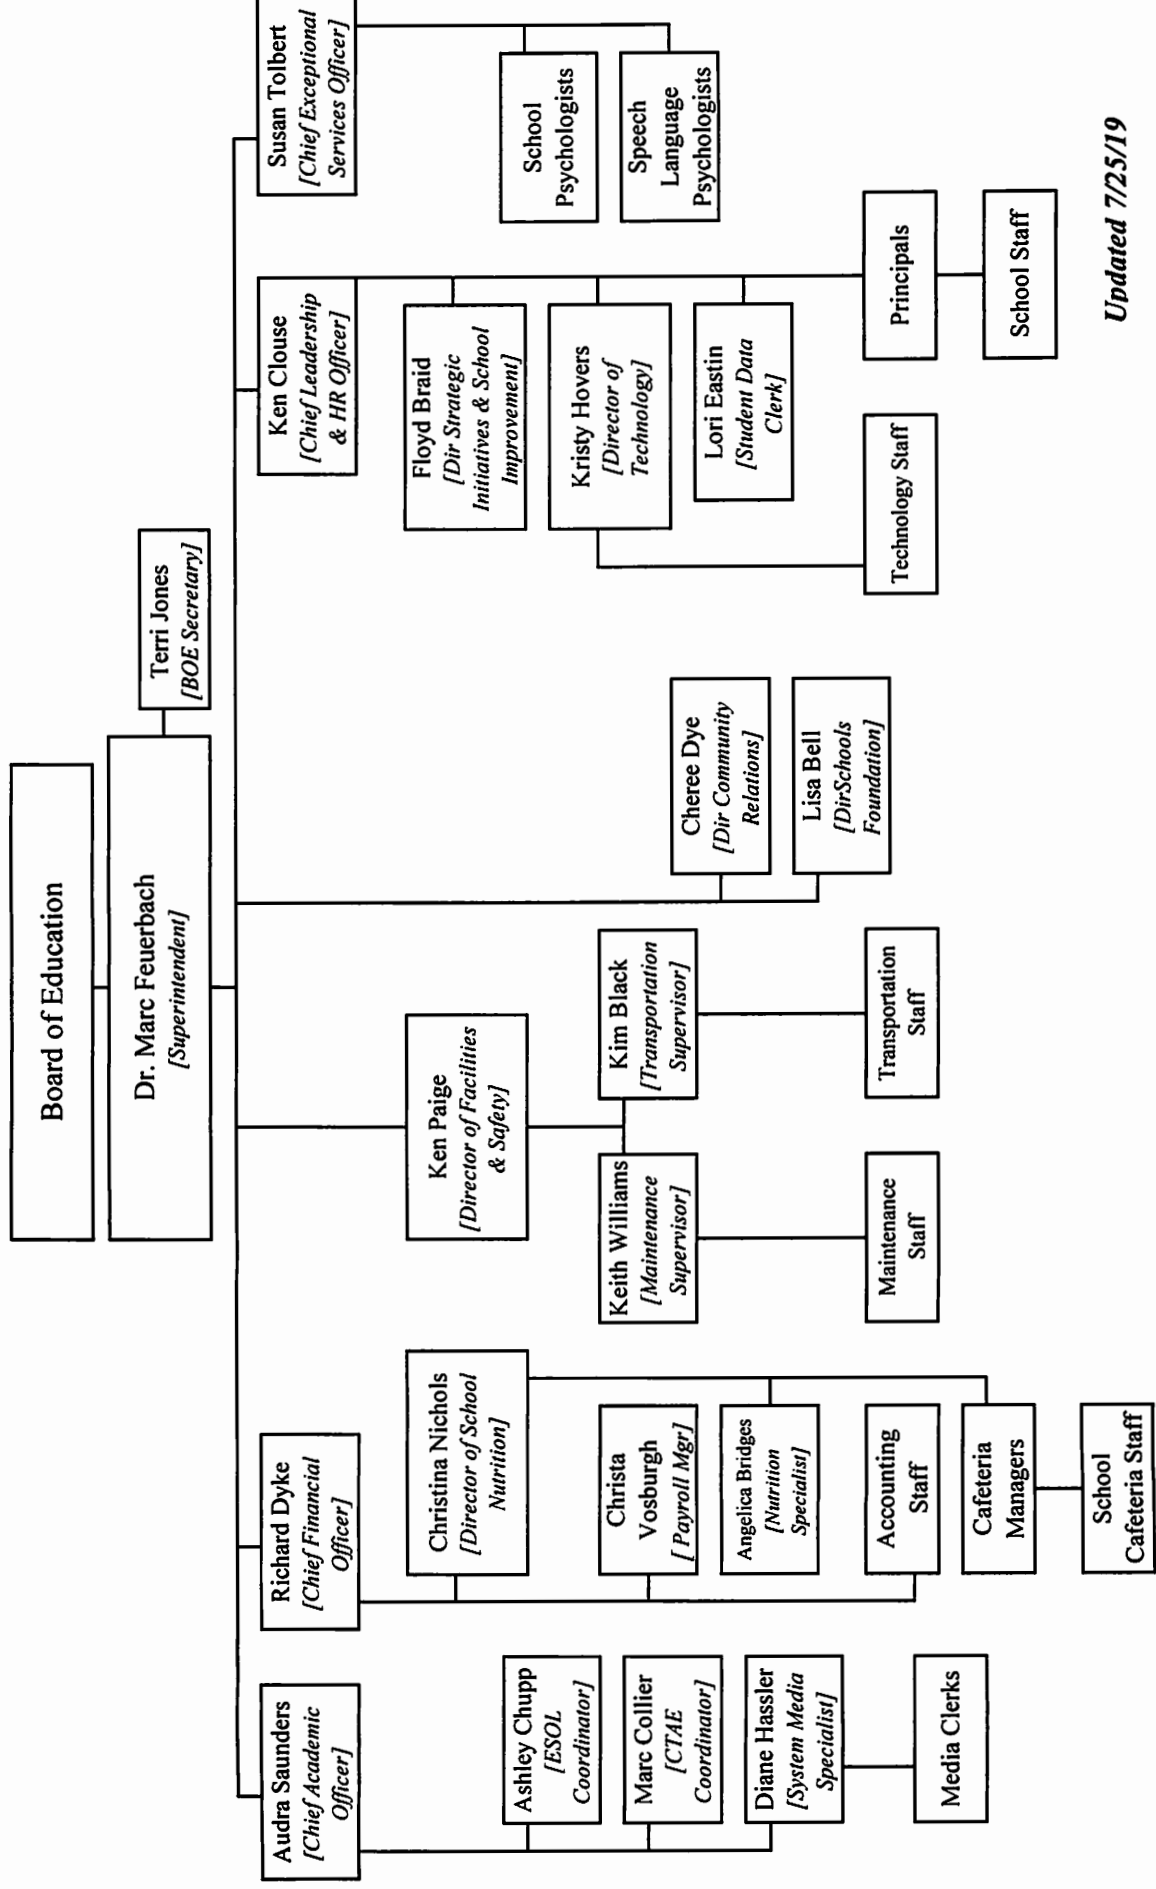 Board of Education
Dr. Marc Feuerbach
[Superintendent]
Terri Jones
[BOE Secretary]
Audra Saunders
[Chief Academic
Officer]
Ashley Chupp
[ESOL
Coordinator]
Marc Collier
[CTAE
Coordinator]
Diane Hassler
[System Media
Specialist]
Media Clerks
Richard Dyke
[Chief Financial
Officer]
Christina Nichols
[Director of School
Nutrition]
Christa
Vosburgh
[ Payroll Mgr]
Angelica Bridges
[Nutrition
Specialist]
Accounting
Staff
Cafeteria
Managers
School
Cafeteria Staff
Ken Paige
[Director of Facilities
& Safety]
Keith Williams
[Maintenance
Supervisor]
Maintenance
Staff
Kim Black
[Transportation
Supervisor]
Transportation
Staff
Cheree Dye
[Dir Community
Relations]
Lisa Bell
[DirSchools
Foundation]
Ken Clouse
[Chief Leadership
& HR Officer]
Floyd Braid
[Dir Strategic
Initiatives & School
Improvement]
Kristy Hovers
[Director of
Technology]
Lori Eastin
[Student Data
Clerk]
Technology Staff
Principals
School Staff
Susan Tolbert
[Chief Exceptional
Services Officer]
School
Psychologists
Speech
Language
Psychologists
Updated 7/25/19